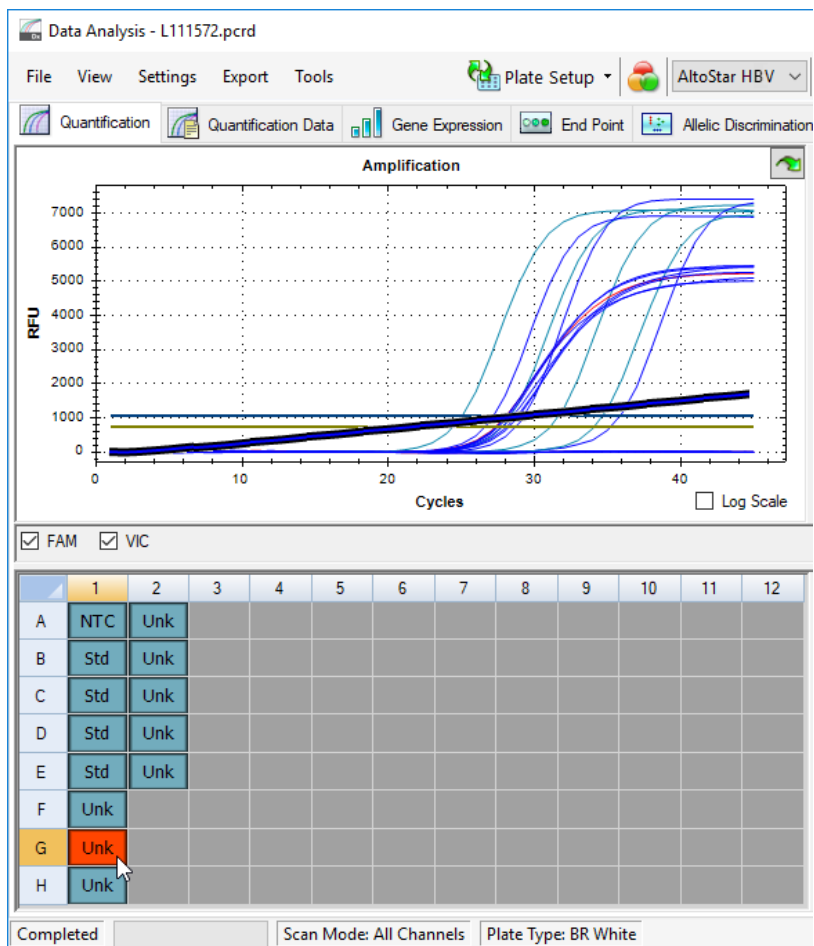 Data Analysis - L111572.pcrd
File View Settings Export Tools Plate Setup AltoStar HBV
Quantification Quantification Data Gene Expression End Point Allelic Discrimination
Amplification
7000
6000
5000
4000
3000
2000
1000
0
RFU
0 10 20 30 40
Cycles
Log Scale
FAM VIC
1 2 3 4 5 6 7 8 9 10 11 12
A NTC Unk
B Std Unk
C Std Unk
D Std Unk
E Std Unk
F Unk
G Unk
H Unk
Completed Scan Mode: All Channels Plate Type: BR White